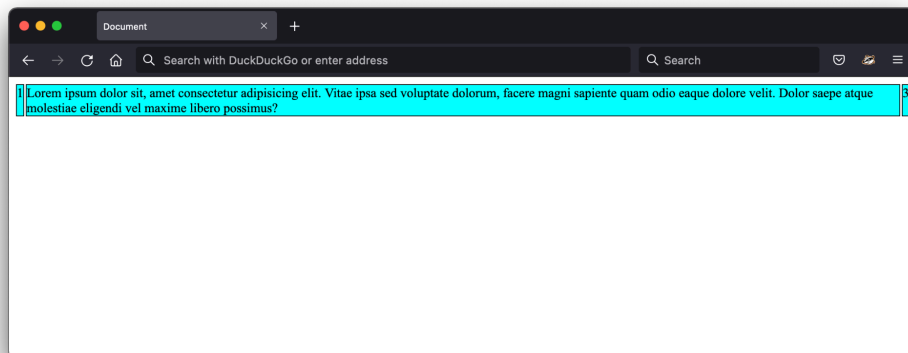 Document
Search with DuckDuckGo or enter address
Search
1
Lorem ipsum dolor sit, amet consectetur adipisicing elit. Vitae ipsa sed voluptate dolorum, facere magni sapiente quam odio eaque dolore velit. Dolor saepe atque
molestiae eligendi vel maxime libero possimus?
3